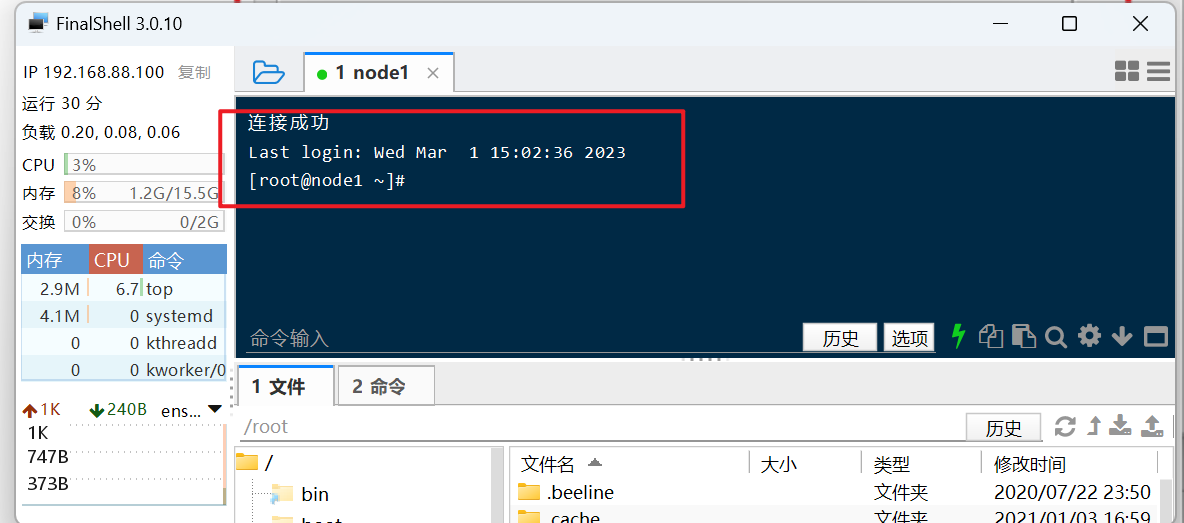 FinalShell 3.0.10
IP 192.168.88.100 复制
运行 30 分
负载 0.20, 0.08, 0.06
CPU 3%
内存 8% 1.2G/15.5G
交换 0% 0/2G
内存 CPU 命令
2.9M 6.7 top
4.1M 0 systemd
0 0 kthreadd
0 0 kworker/0
1K 240B ens...
1K
747B
373B
1 node1
连接成功
Last login: Wed Mar  1 15:02:36 2023
[root@node1 ~]#
命令输入 历史 选项
1 文件 2 命令
/root 历史
/
bin
boot
文件名 大小 类型 修改时间
.beeline 文件夹 2020/07/22 23:50
.cache 文件夹 2021/01/03 16:59